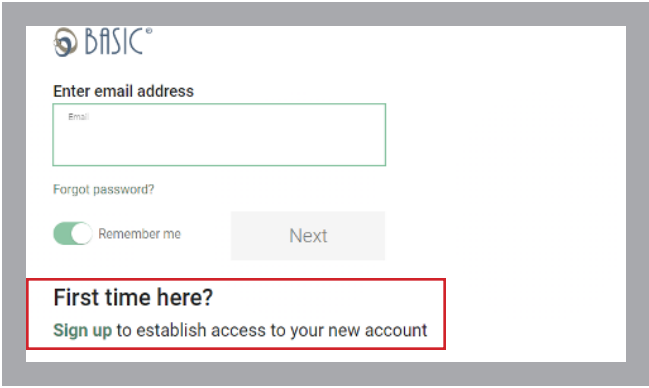 BASIC®
Enter email address
Email
Forgot password?
Remember me
Next
First time here?
Sign up to establish access to your new account